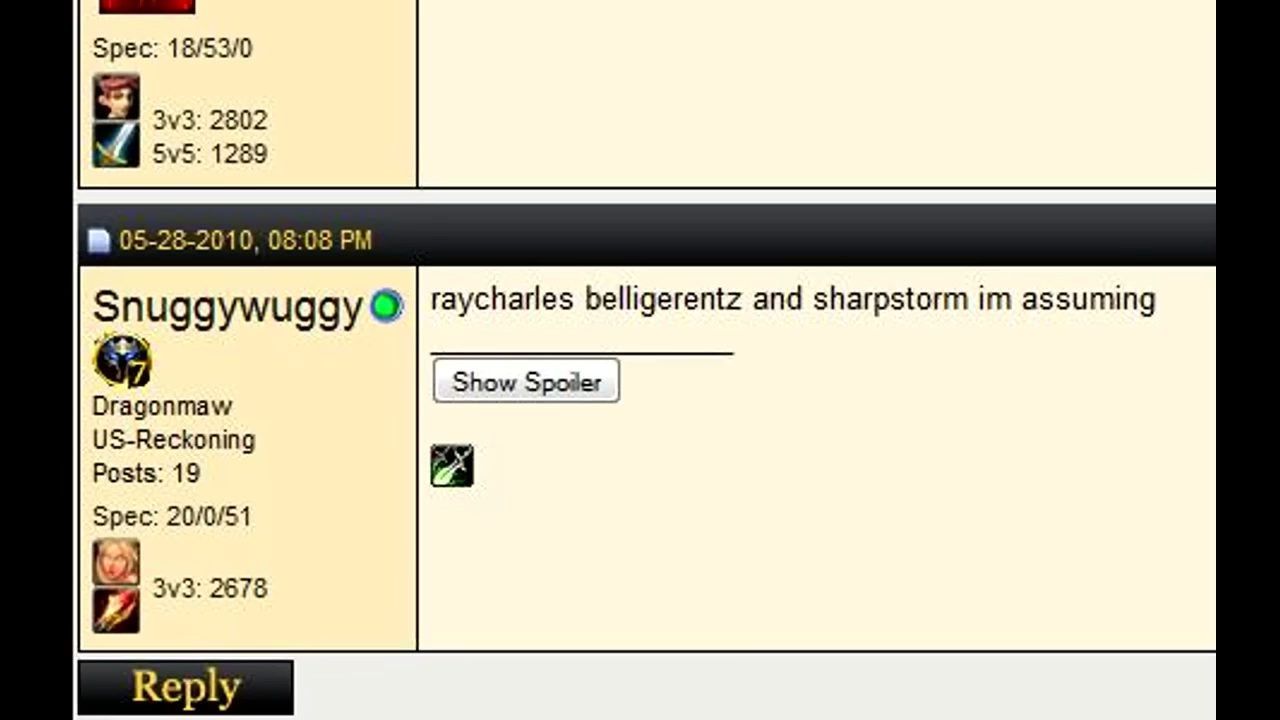 Spec: 18/53/0
3v3: 2802
5v5: 1289
05-28-2010, 08:08 PM
Snuggywuggy
7
Dragonmaw
US-Reckoning
Posts: 19
Spec: 20/0/51
3v3: 2678
raycharles belligerentz and sharpstorm im assuming
Show Spoiler
Reply